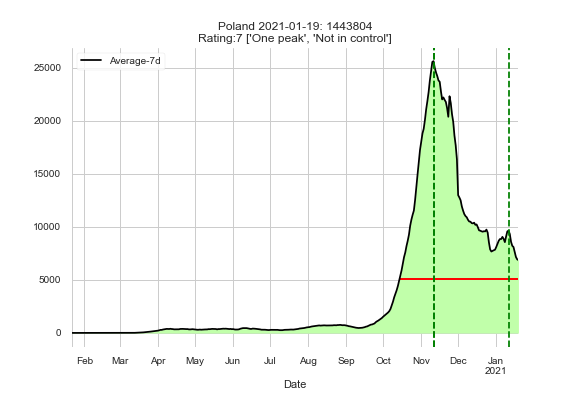 Poland 2021-01-19: 1443804
Rating:7 ['One peak', 'Not in control']
Average-7d
25000
20000
15000
10000
5000
0
Feb Mar Apr May Jun Jul Aug Sep Oct Nov Dec Jan
2021
Date